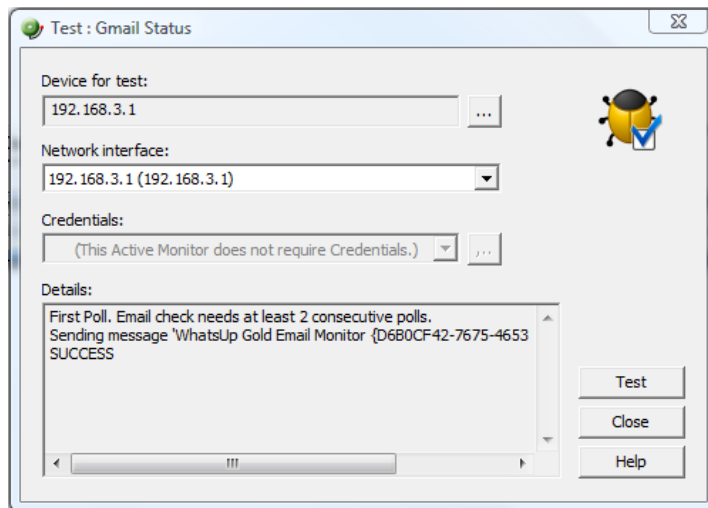 Test : Gmail Status
Device for test:
192.168.3.1
...
Network interface:
192.168.3.1 (192.168.3.1)
Credentials:
(This Active Monitor does not require Credentials.)
...
Details:
First Poll. Email check needs at least 2 consecutive polls.
Sending message 'WhatsUp Gold Email Monitor {D6B0CF42-7675-4653
SUCCESS
Test
Close
Help